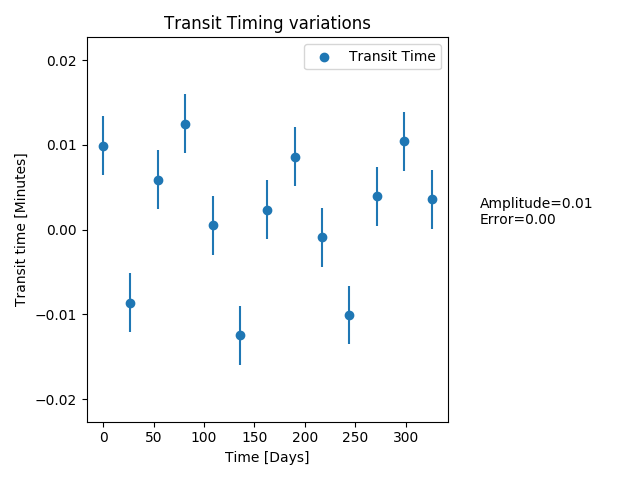 Transit Timing variations
Transit Time
Transit time [Minutes]
0.02
0.01
0.00
−0.01
−0.02
Amplitude=0.01
Error=0.00
0 50 100 150 200 250 300
Time [Days]